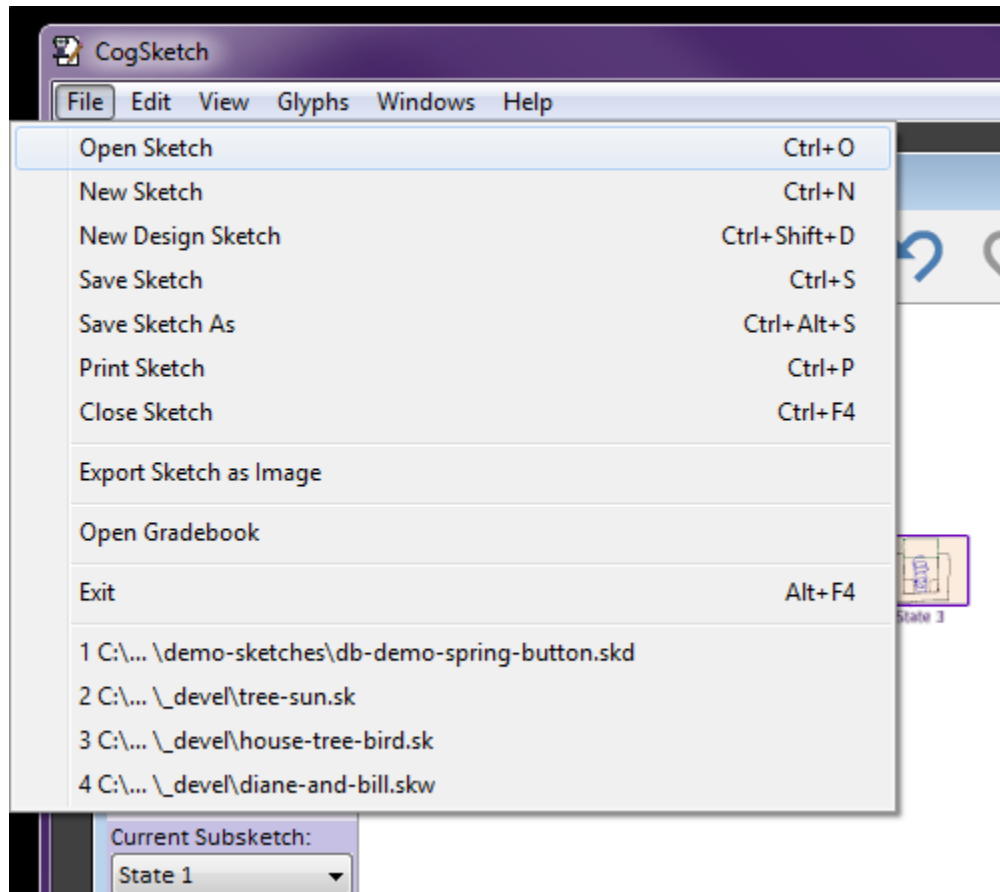 CogSketch
File Edit View Glyphs Windows Help
Open Sketch Ctrl+O
New Sketch Ctrl+N
New Design Sketch Ctrl+Shift+D
Save Sketch Ctrl+S
Save Sketch As Ctrl+Alt+S
Print Sketch Ctrl+P
Close Sketch Ctrl+F4
Export Sketch as Image
Open Gradebook
Exit Alt+F4
State 3
1 C:\... \demo-sketches\db-demo-spring-button.skd
2 C:\... \_devel\tree-sun.sk
3 C:\... \_devel\house-tree-bird.sk
4 C:\... \_devel\diane-and-bill.skw
Current Subsketch:
State 1